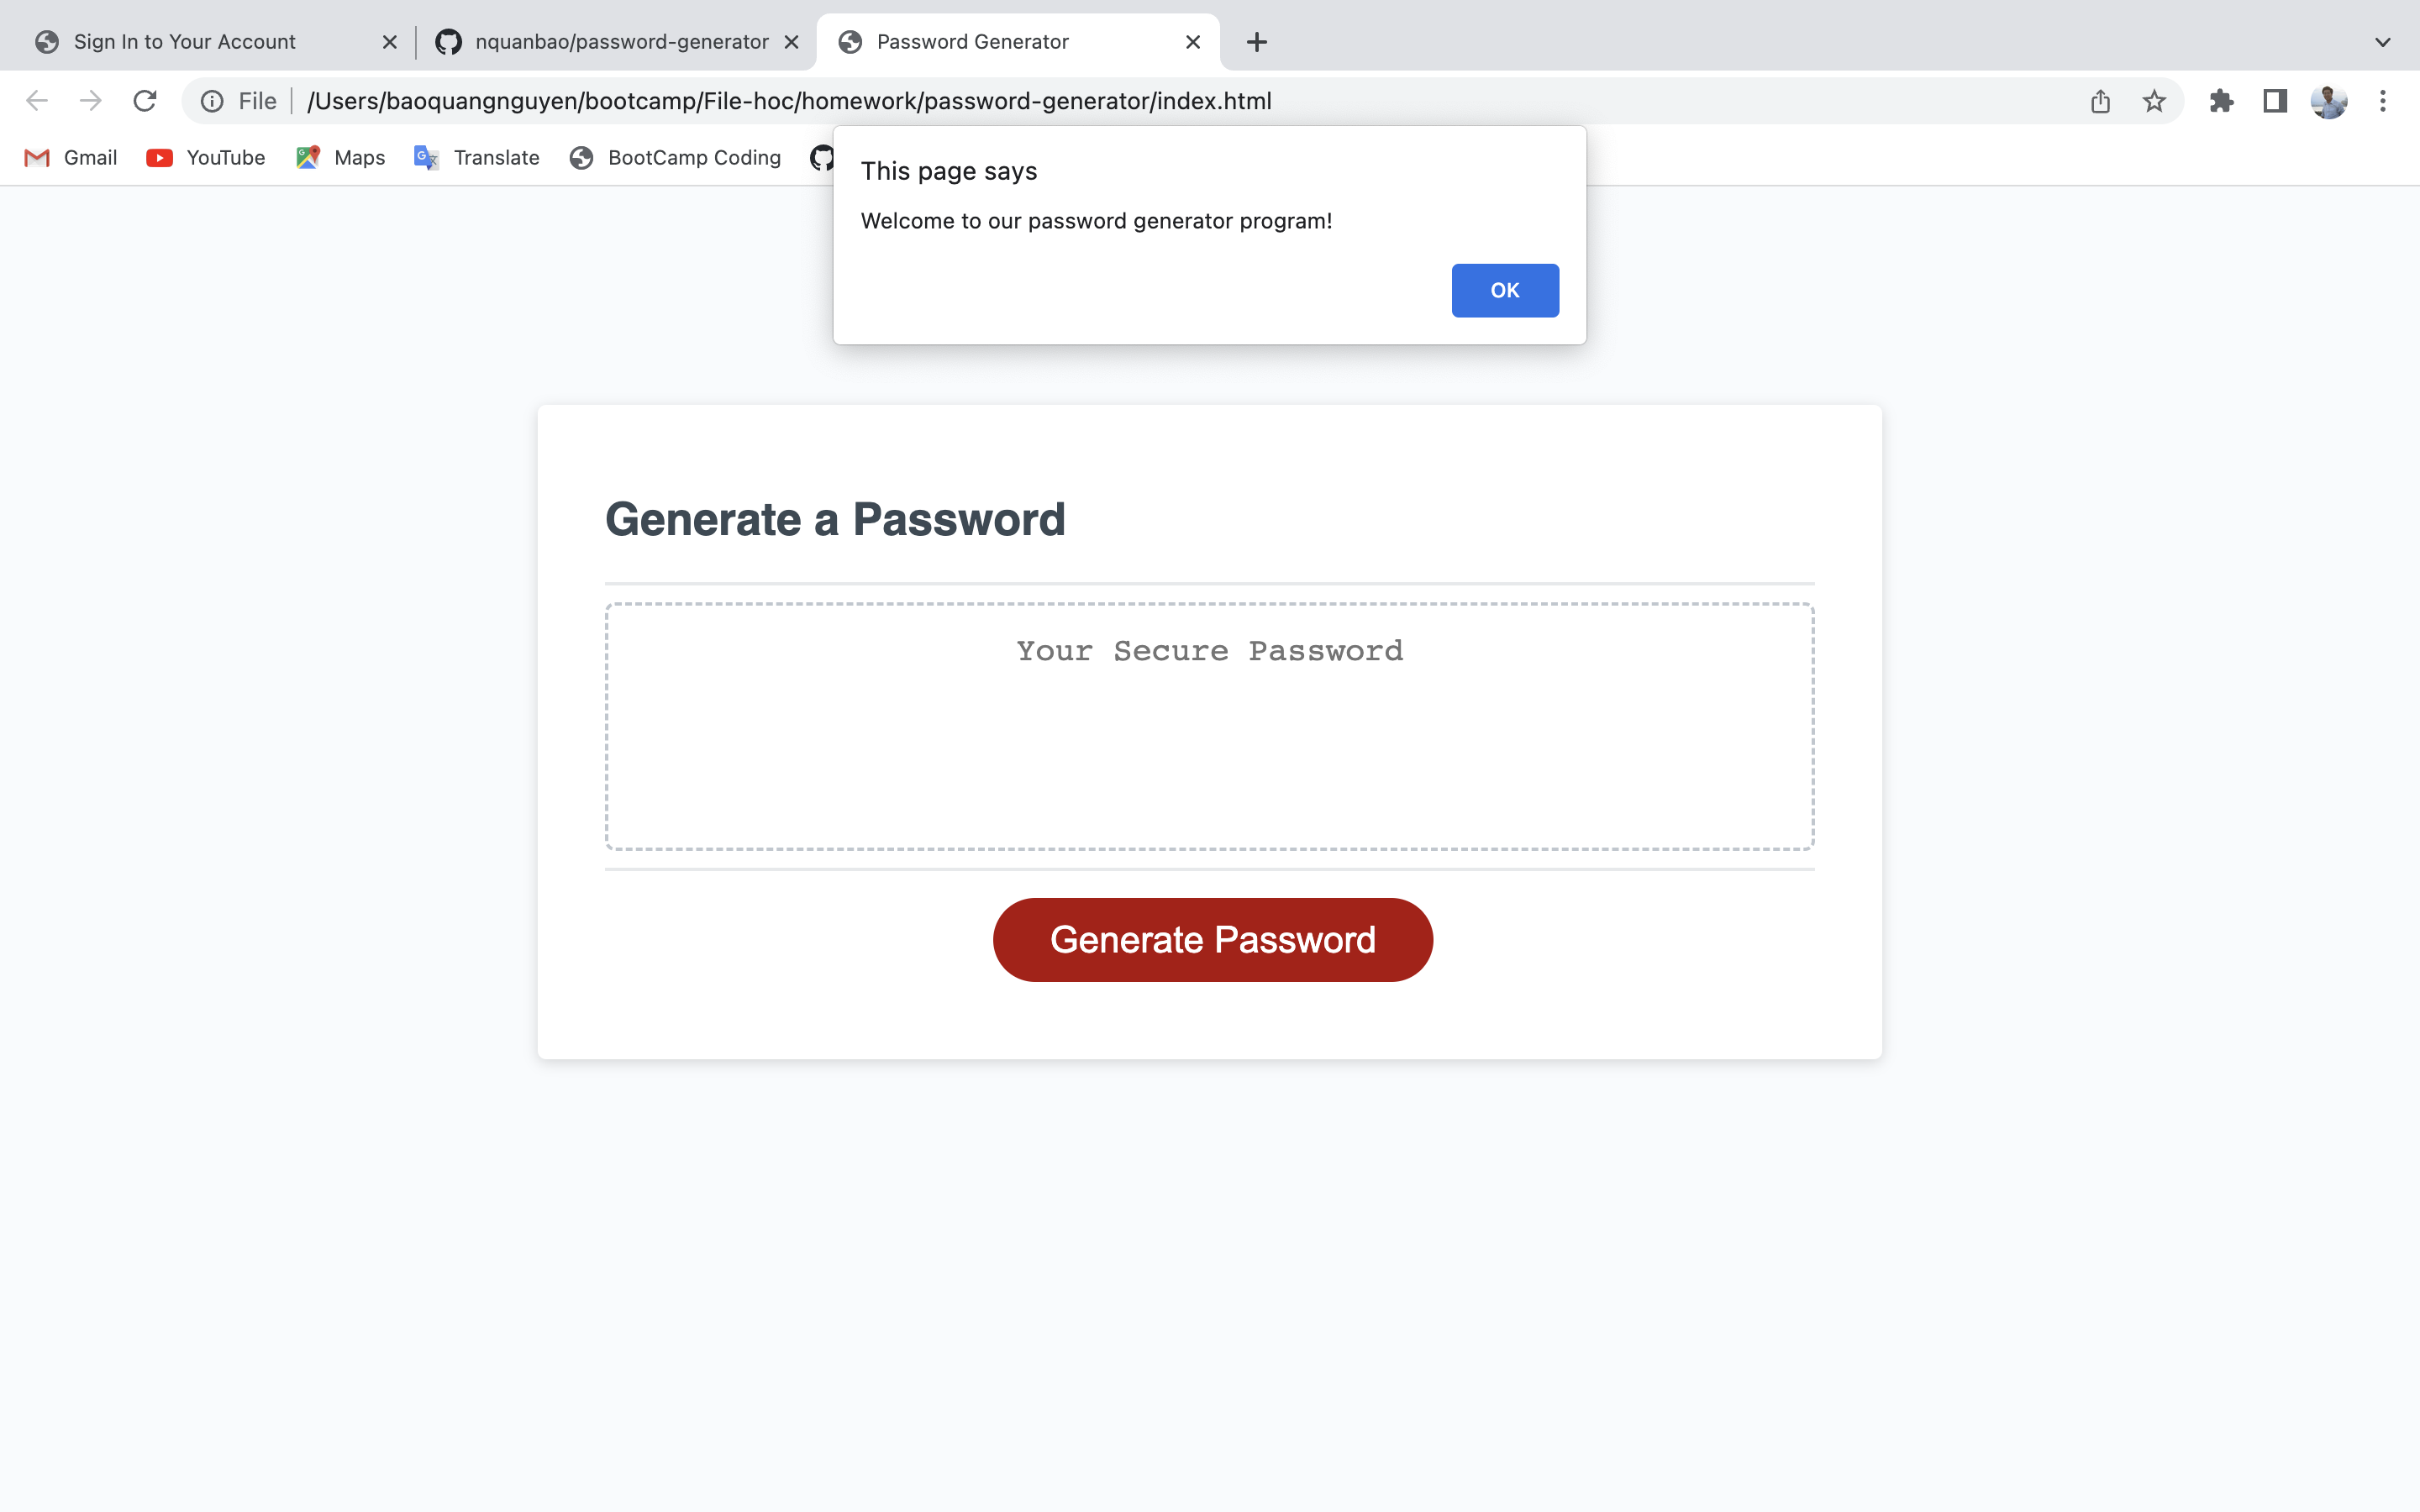 Sign In to Your Account
nquanbao/password-generator
Password Generator
File
/Users/baoquangnguyen/bootcamp/File-hoc/homework/password-generator/index.html
Gmail
YouTube
Maps
Translate
BootCamp Coding
This page says
Welcome to our password generator program!
OK
Generate a Password
Your Secure Password
Generate Password